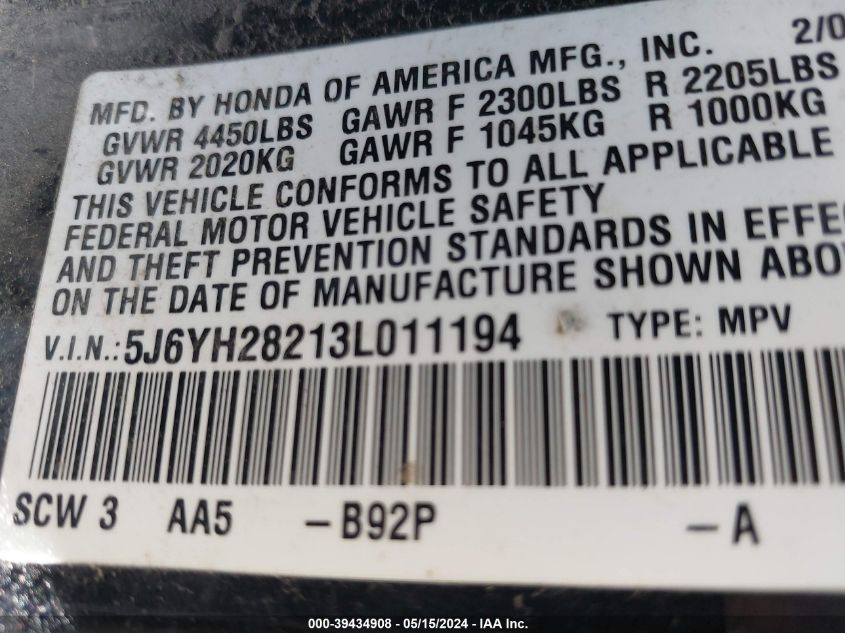 MFD. BY HONDA OF AMERICA MFG., INC. 2/0
GVWR 4450LBS GAWR F 2300LBS R 2205LBS
GVWR 2020KG GAWR F 1045KG R 1000KG
THIS VEHICLE CONFORMS TO ALL APPLICABLE
FEDERAL MOTOR VEHICLE SAFETY
AND THEFT PREVENTION STANDARDS IN EFFE
ON THE DATE OF MANUFACTURE SHOWN ABO
V.I.N.: 5J6YH28213L011194 TYPE: MPV
SCW 3 AA5 -B92P -A
000-39434908 - 05/15/2024 - IAA Inc.